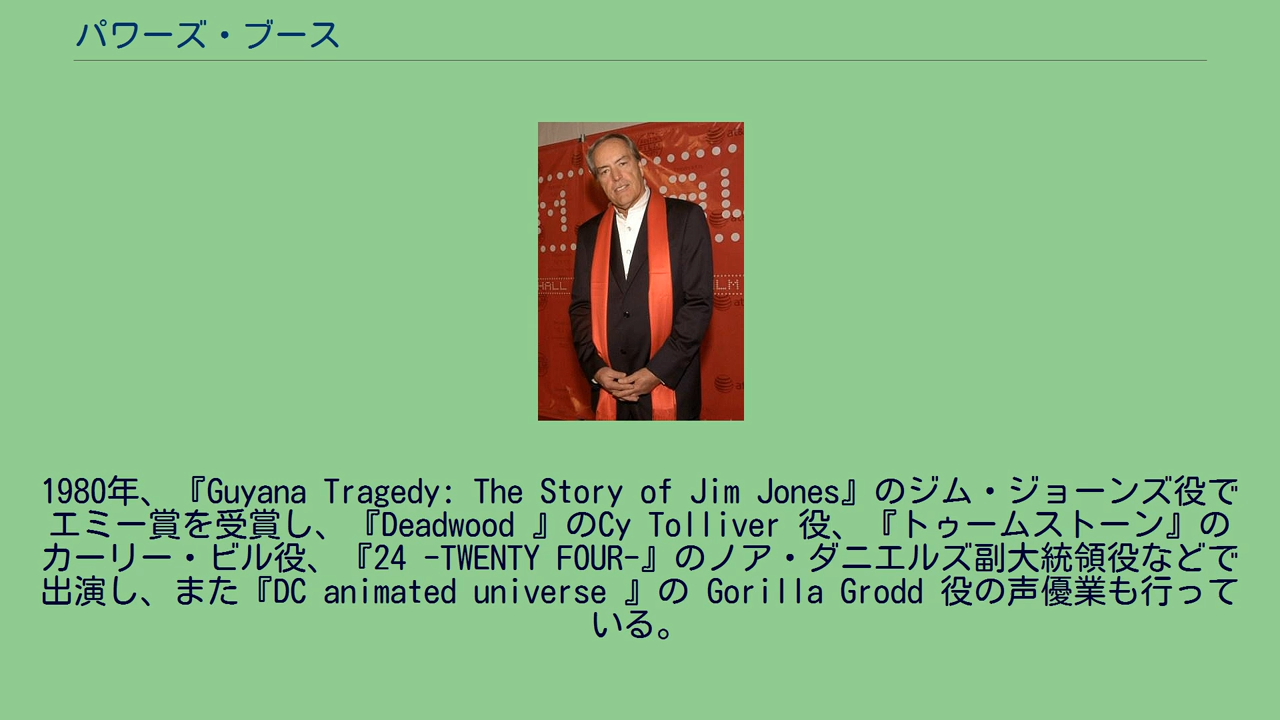 パワーズ・ブース
HALL
LM
1980年、『Guyana Tragedy: The Story of Jim Jones』のジム・ジョーンズ役で
エミー賞を受賞し、『Deadwood 』のCy Tolliver 役、『トゥームストーン』の
カーリー・ビル役、『24 -TWENTY FOUR-』のノア・ダニエルズ副大統領役などで
出演し、また『DC animated universe 』の Gorilla Grodd 役の声優業も行って
いる。